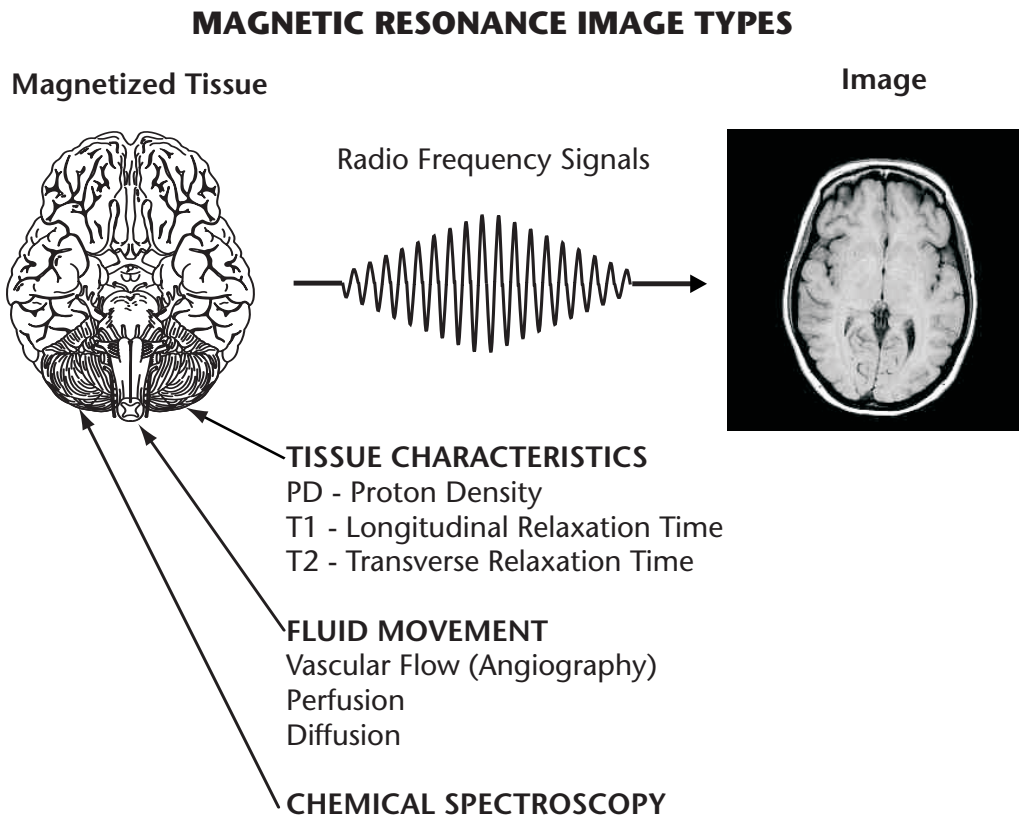 MAGNETIC RESONANCE IMAGE TYPES
Magnetized Tissue
Image
Radio Frequency Signals
TISSUE CHARACTERISTICS
PD - Proton Density
T1 - Longitudinal Relaxation Time
T2 - Transverse Relaxation Time
FLUID MOVEMENT
Vascular Flow (Angiography)
Perfusion
Diffusion
CHEMICAL SPECTROSCOPY